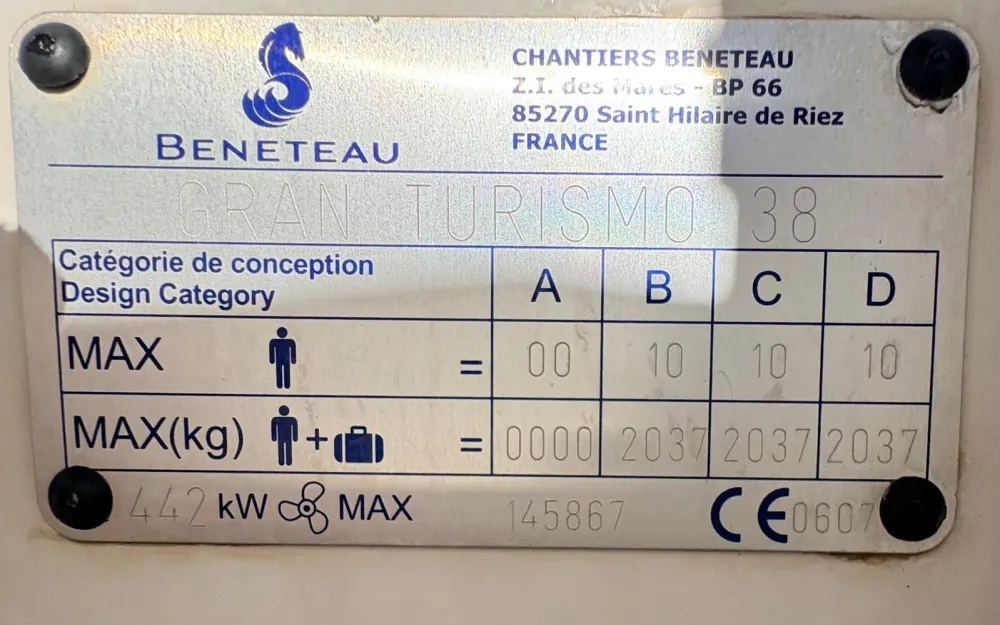 BENETEAU
CHANTIERS BENETEAU
Z.I. des Mares - BP 66
85270 Saint Hilaire de Riez
FRANCE
GRAN TURISMO 38
Catégorie de conception
Design Category
A B C D
MAX = 00 10 10 10
MAX(kg) + = 0000 2037 2037 2037
442 kW MAX 145867 CE 0607